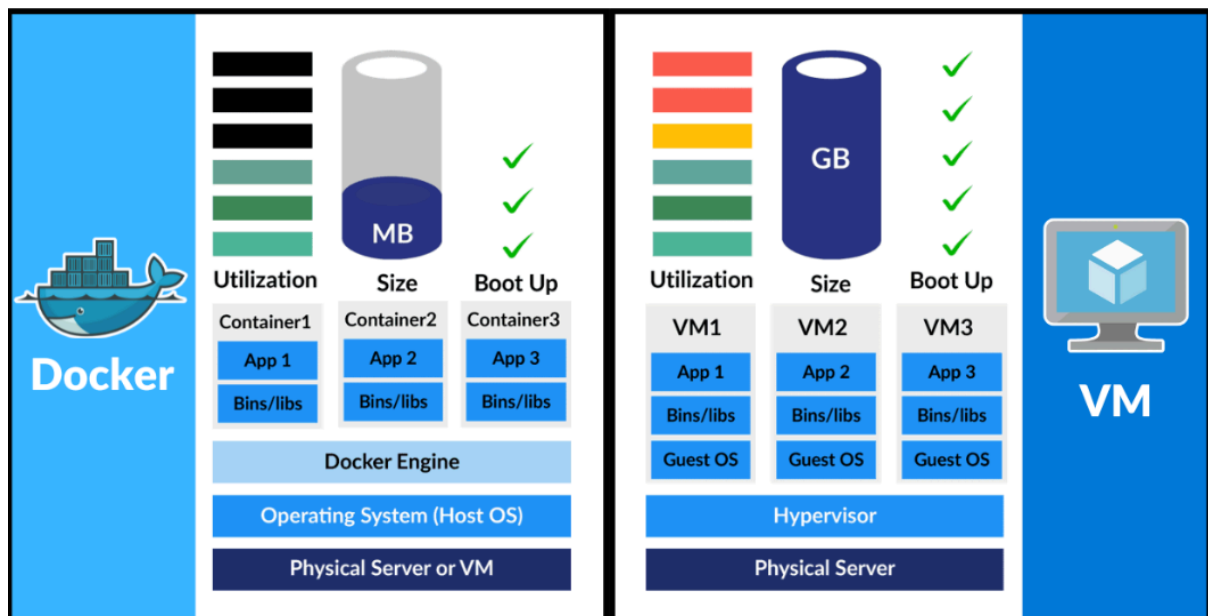 Docker
MB
Utilization
Size
Boot Up
Container1
Container2
Container3
App 1
App 2
App 3
Bins/libs
Bins/libs
Bins/libs
Docker Engine
Operating System (Host OS)
Physical Server or VM
GB
Utilization
Size
Boot Up
VM1
VM2
VM3
App 1
App 2
App 3
Bins/libs
Bins/libs
Bins/libs
Guest OS
Guest OS
Guest OS
Hypervisor
Physical Server
VM